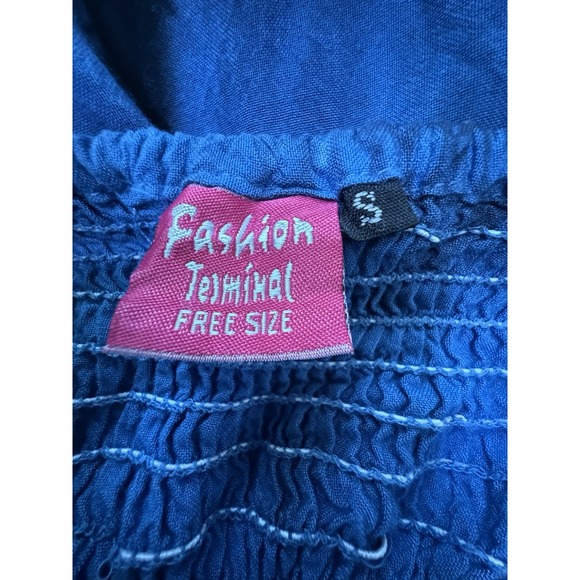 Fashion
Terminal
FREE SIZE
S